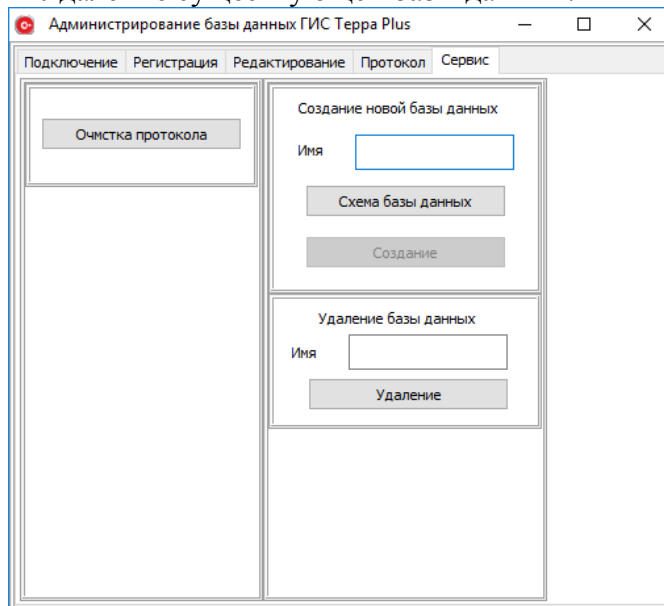 Администрирование базы данных ГИС Терра Plus
Подключение Регистрация Редактирование Протокол Сервис
Очистка протокола
Создание новой базы данных
Имя
Схема базы данных
Создание
Удаление базы данных
Имя
Удаление